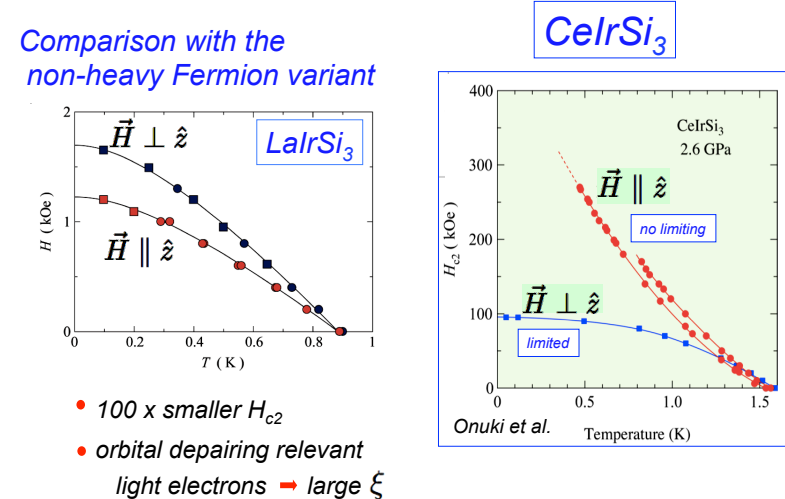 Comparison with the
non-heavy Fermion variant
CeIrSi₃
2
1
0
H ( kOe )
0
0.2
0.4
0.6
0.8
1
T ( K )
H⃗ ⊥ ẑ
LaIrSi₃
H⃗ ∥ ẑ
400
300
200
100
0
H_c2 ( kOe )
CeIrSi₃
2.6 GPa
H⃗ ∥ ẑ
no limiting
H⃗ ⊥ ẑ
limited
0
0.5
1.0
1.5
Onuki et al.
Temperature (K)
• 100 x smaller H_c2
• orbital depairing relevant
light electrons ➡ large ξ